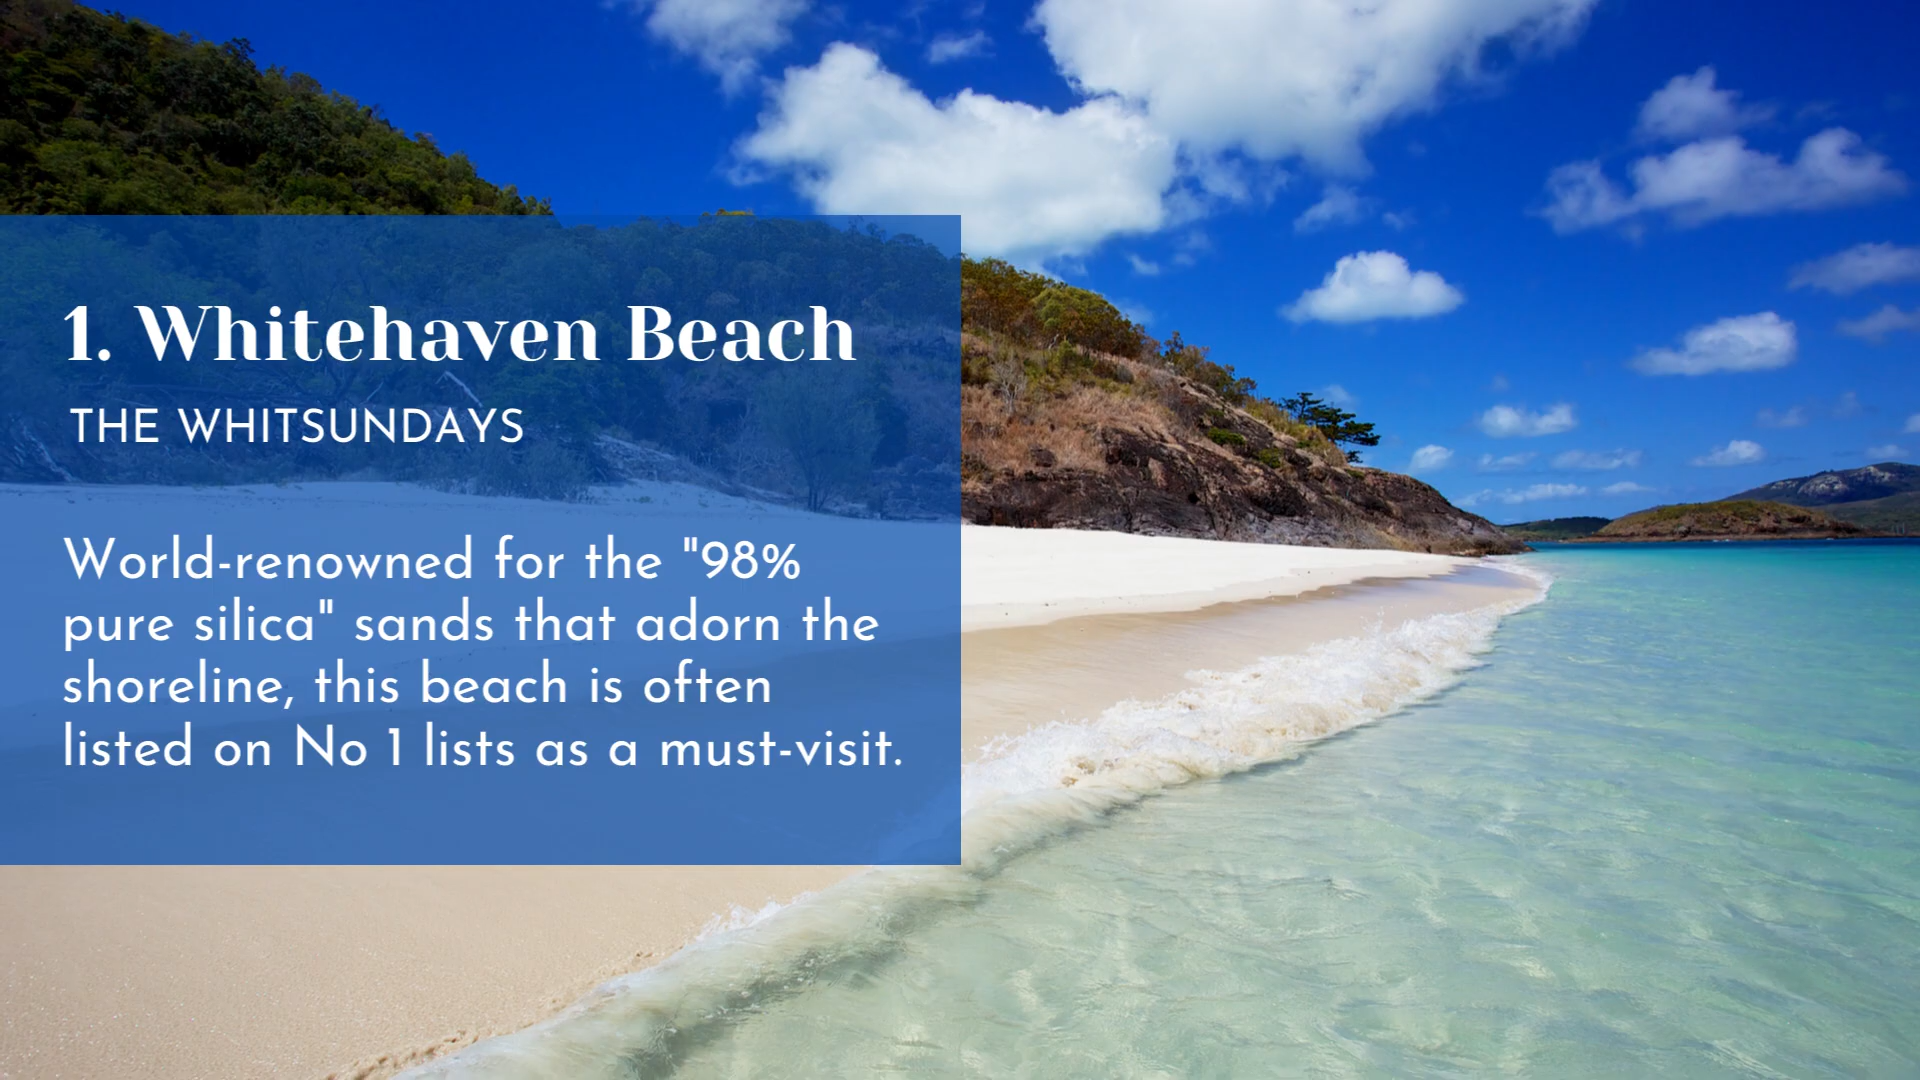 1. Whitehaven Beach
THE WHITSUNDAYS
World-renowned for the "98%
pure silica" sands that adorn the
shoreline, this beach is often
listed on No 1 lists as a must-visit.